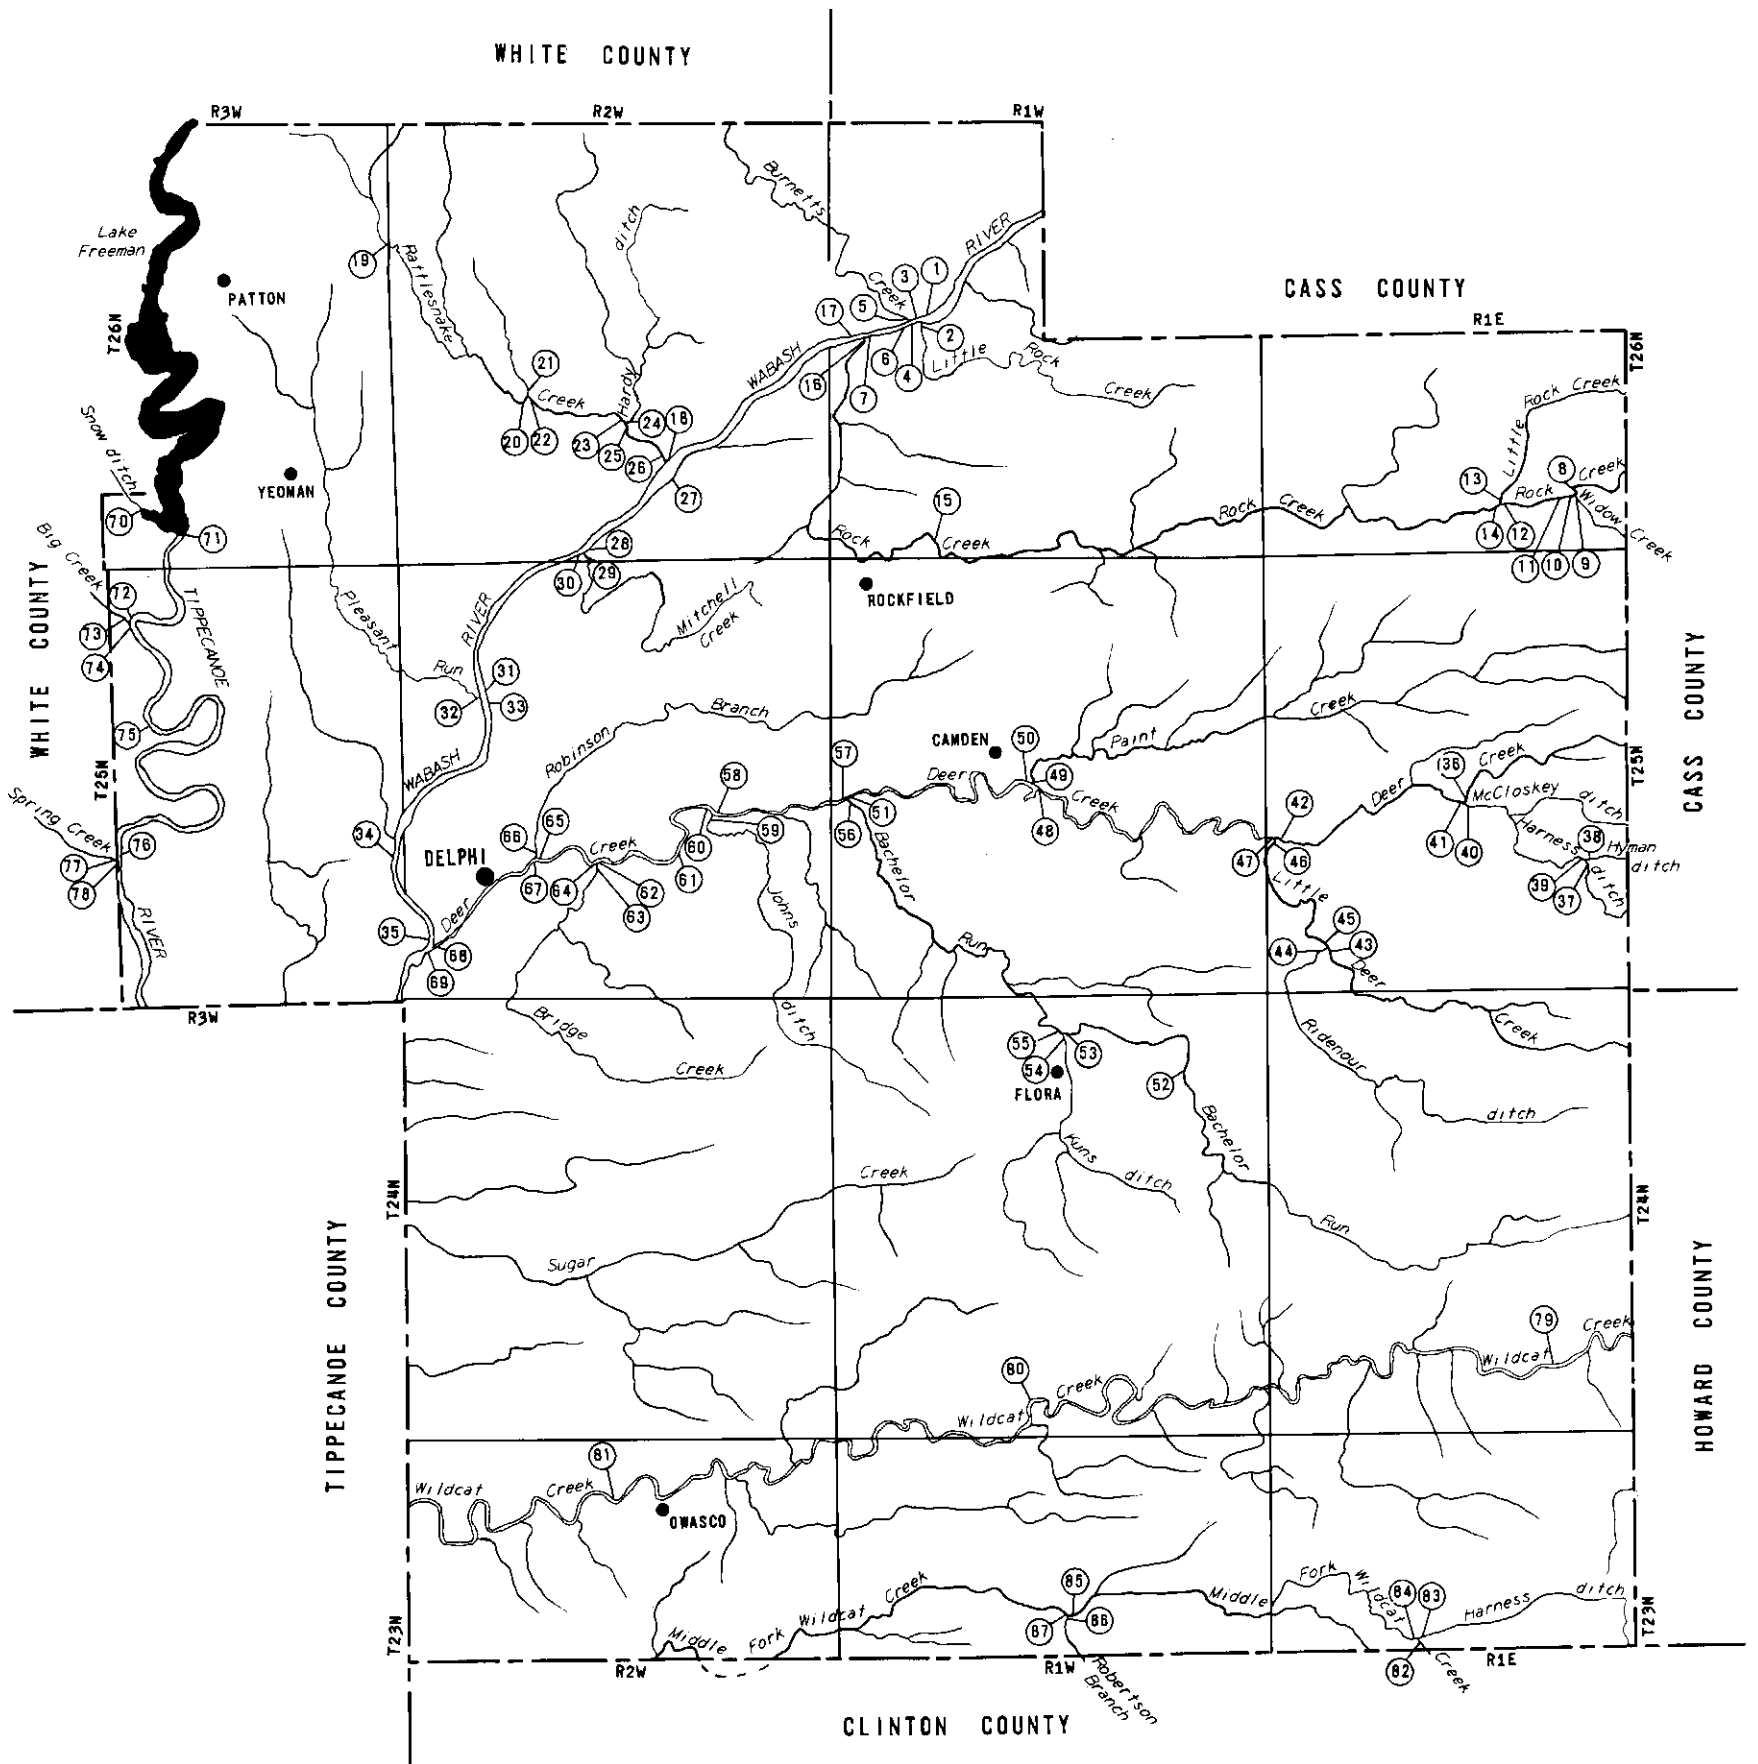 WHITE COUNTY
R3W
R2W
R1W
Burnetts
Creek
RIVER
Lake
Freeman
ditch
Rattlesnake
19
PATTON
T26N
3
1
5
17
2
6
4
16
7
CASS COUNTY
R1E
T26N
WABASH
Little
Rock
Creek
21
Creek
Hardy
20
22
24
18
23
25
26
27
Snow ditch
YEOMAN
Little
Rock Creek
8
Creek
13
Rock
Widow
Creek
14
12
11
10
9
15
Rock
Creek
Rock
Creek
70
71
Big Creek
28
30
29
ROCKFIELD
Mitchell
Creek
WHITE COUNTY
72
73
74
TIPPECANOE
Pleasant
Run
RIVER
31
32
33
CASS COUNTY
Branch
Robinson
75
T25N
WABASH
CAMDEN
50
Paint
Creek
57
Deer
49
58
Creek
48
51
56
59
60
61
42
Deer
36
Creek
McCloskey
ditch
T25N
Harness
38
Hyman
ditch
41
40
39
37
ditch
47
46
Spring Creek
34
76
77
78
DELPHI
66
65
Creek
67
64
62
63
Johns
Bachelor
Little
RIVER
35
Deer
68
69
Run
45
44
43
Deer
R3W
Bridge
Creek
ditch
55
53
54
FLORA
52
Ridenour
Creek
ditch
Bachelor
Kuns
ditch
T24N
Creek
Run
T24N
TIPPECANOE COUNTY
Sugar
HOWARD COUNTY
79
Creek
Wildcat
80
Creek
Wildcat
81
Wildcat
Creek
OWASCO
85
Creek
Middle
Fork
Wildcat
84
83
Harness
ditch
86
87
Wildcat
Fork
Middle
T23N
T23N
R2W
R1W
Robertson
Branch
82
Creek
R1E
CLINTON COUNTY